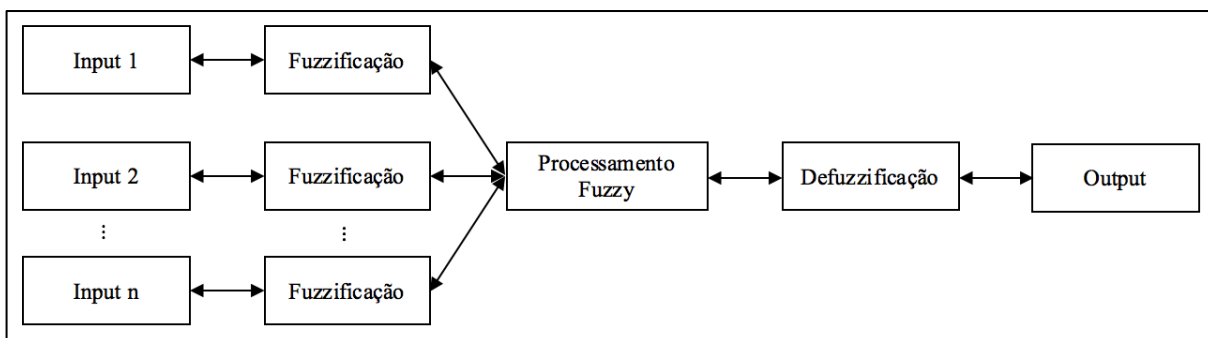 Input 1
Fuzzificação
Input 2
Fuzzificação
Processamento
Fuzzy
Defuzzificação
Output
...
...
Input n
Fuzzificação